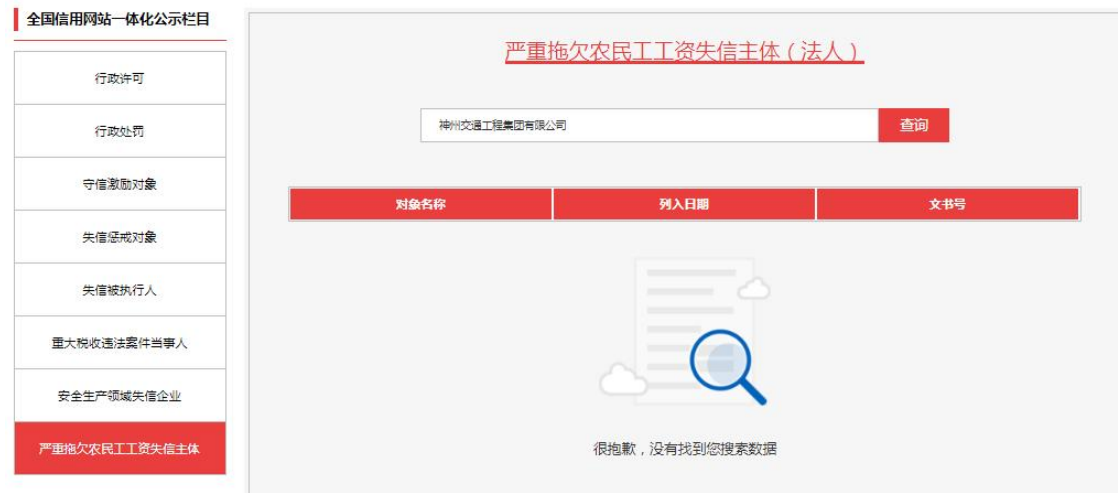 全国信用网站一体化公示栏目
行政许可
行政处罚
守信激励对象
失信惩戒对象
失信被执行人
重大税收违法案件当事人
安全生产领域失信企业
严重拖欠农民工工资失信主体
严重拖欠农民工工资失信主体（法人）
神州交通工程集团有限公司
查询
对象名称 列入日期 文书号
很抱歉，没有找到您搜索数据